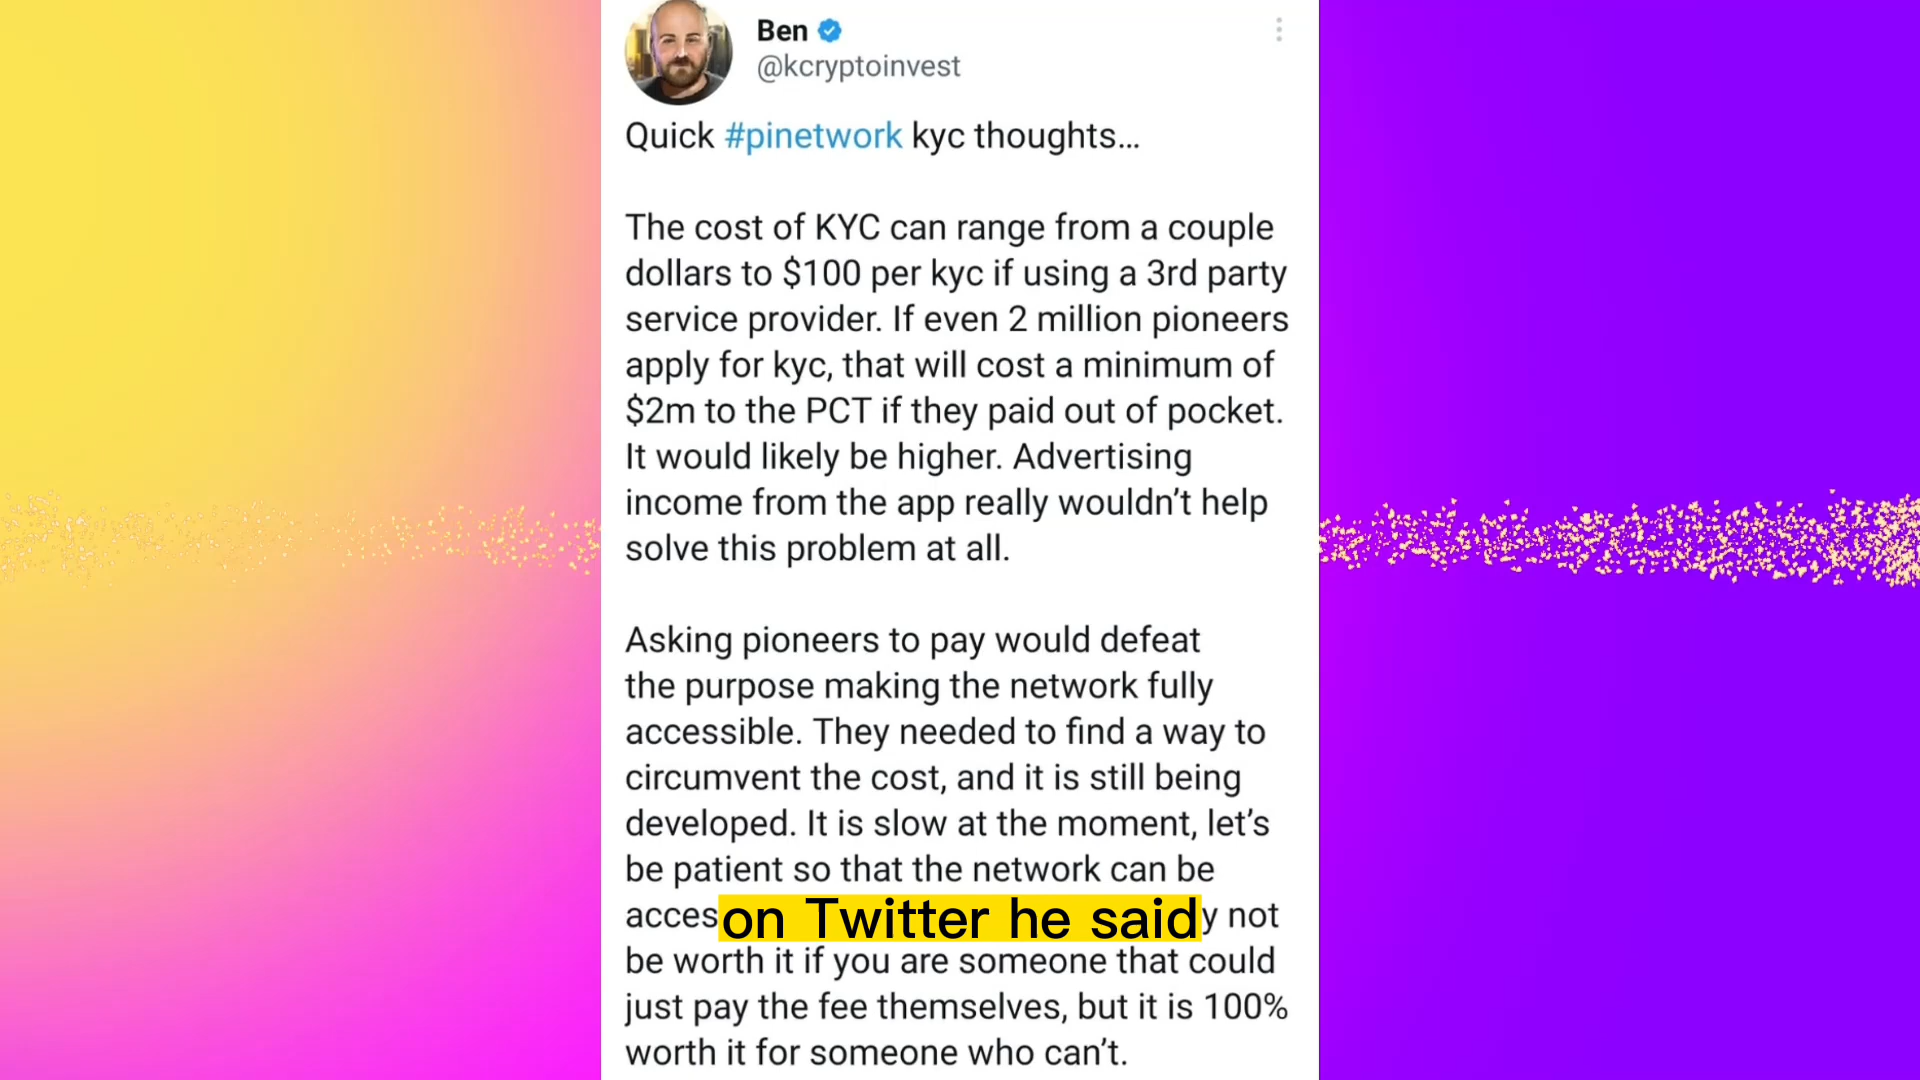 Ben
@kcryptoinvest
Quick #pinetwork kyc thoughts…
The cost of KYC can range from a couple
dollars to $100 per kyc if using a 3rd party
service provider. If even 2 million pioneers
apply for kyc, that will cost a minimum of
$2m to the PCT if they paid out of pocket.
It would likely be higher. Advertising
income from the app really wouldn't help
solve this problem at all.
Asking pioneers to pay would defeat
the purpose making the network fully
accessible. They needed to find a way to
circumvent the cost, and it is still being
developed. It is slow at the moment, let's
be patient so that the network can be
on Twitter he said not
be worth it if you are someone that could
just pay the fee themselves, but it is 100%
worth it for someone who can't.